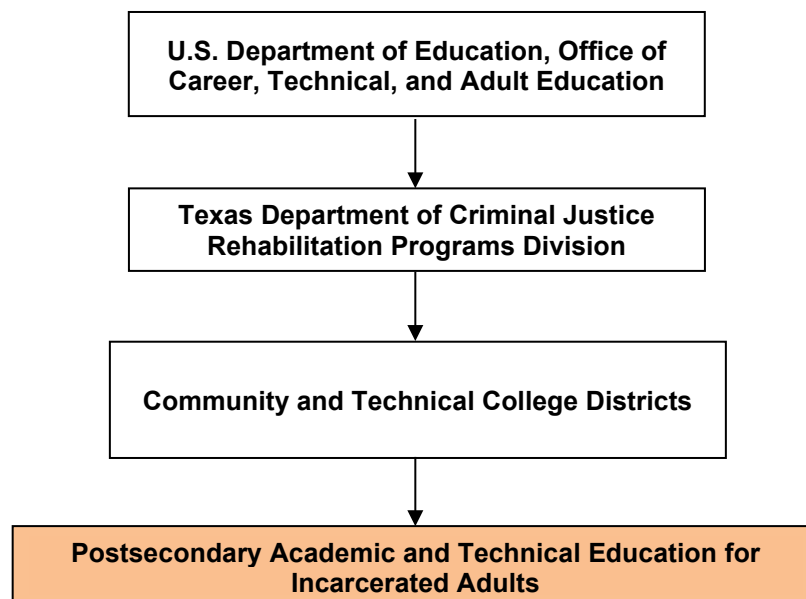 U.S. Department of Education, Office of
Career, Technical, and Adult Education
Texas Department of Criminal Justice
Rehabilitation Programs Division
Community and Technical College Districts
Postsecondary Academic and Technical Education for
Incarcerated Adults